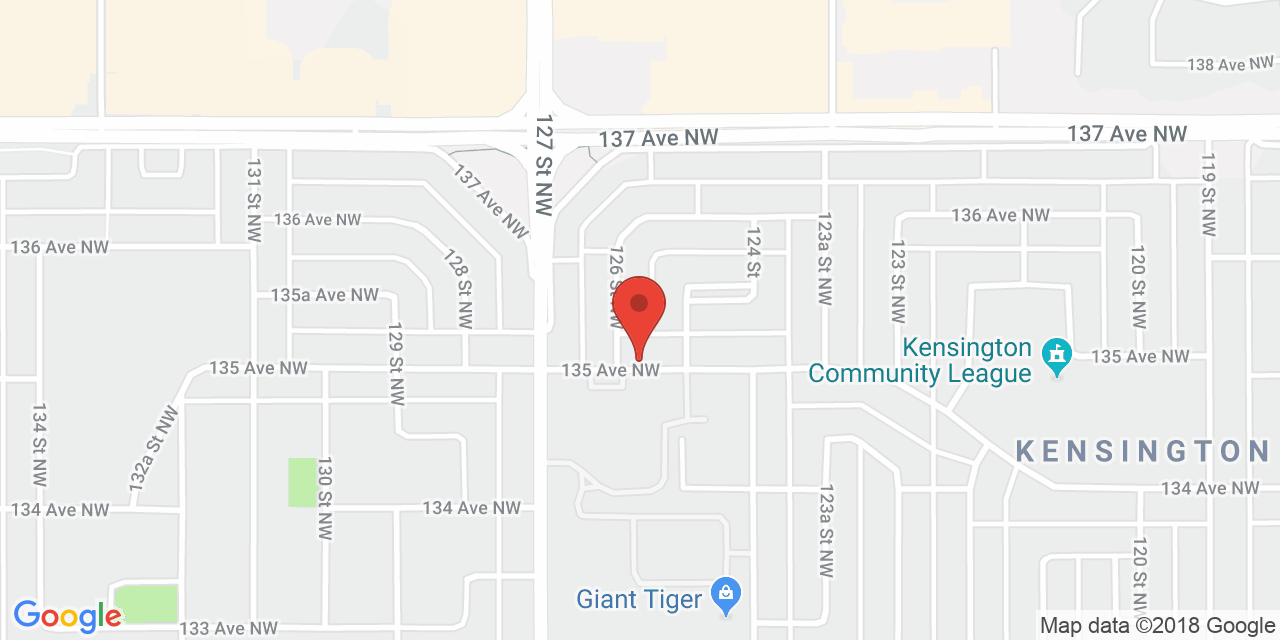 138 Ave NW
137 Ave NW
137 Ave NW
127 St NW
137 Ave NW
131 St NW
119 St NW
136 Ave NW
136 Ave NW
136 Ave NW
123a St NW
124 St
126 St NW
123 St NW
120 St NW
128 St NW
135a Ave NW
129 St NW
135 Ave NW
135 Ave NW
135 Ave NW
Kensington
Community League
KENSINGTON
134 St NW
132a St NW
130 St NW
134 Ave NW
134 Ave NW
134 Ave NW
123a St NW
120 St NW
Giant Tiger
Google
133 Ave NW
Map data ©2018 Google